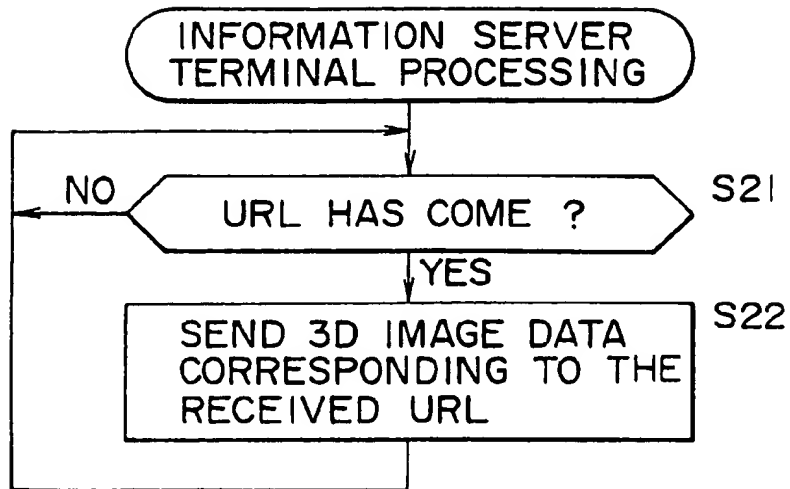 INFORMATION SERVER
TERMINAL PROCESSING
NO
URL HAS COME ?
S21
YES
SEND 3D IMAGE DATA
CORRESPONDING TO THE
RECEIVED URL
S22